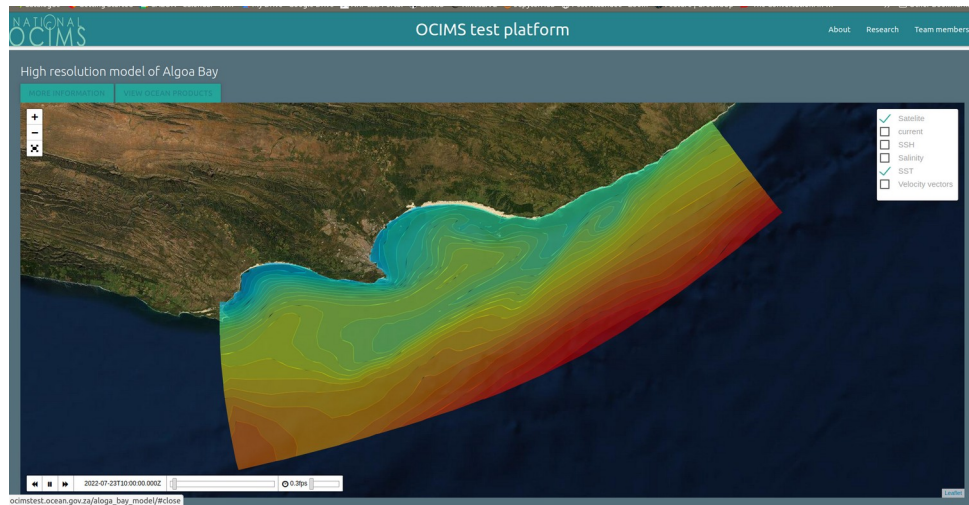 NATIONAL
OCIMS
OCIMS test platform
About Research Team members
High resolution model of Algoa Bay
MORE INFORMATION VIEW OCEAN PRODUCTS
+
−
Satelite
current
SSH
Salinity
SST
Velocity vectors
2022-07-23T10:00:00.000Z 0.3fps
Leaflet
ocimstest.ocean.gov.za/aloga_bay_model/#close